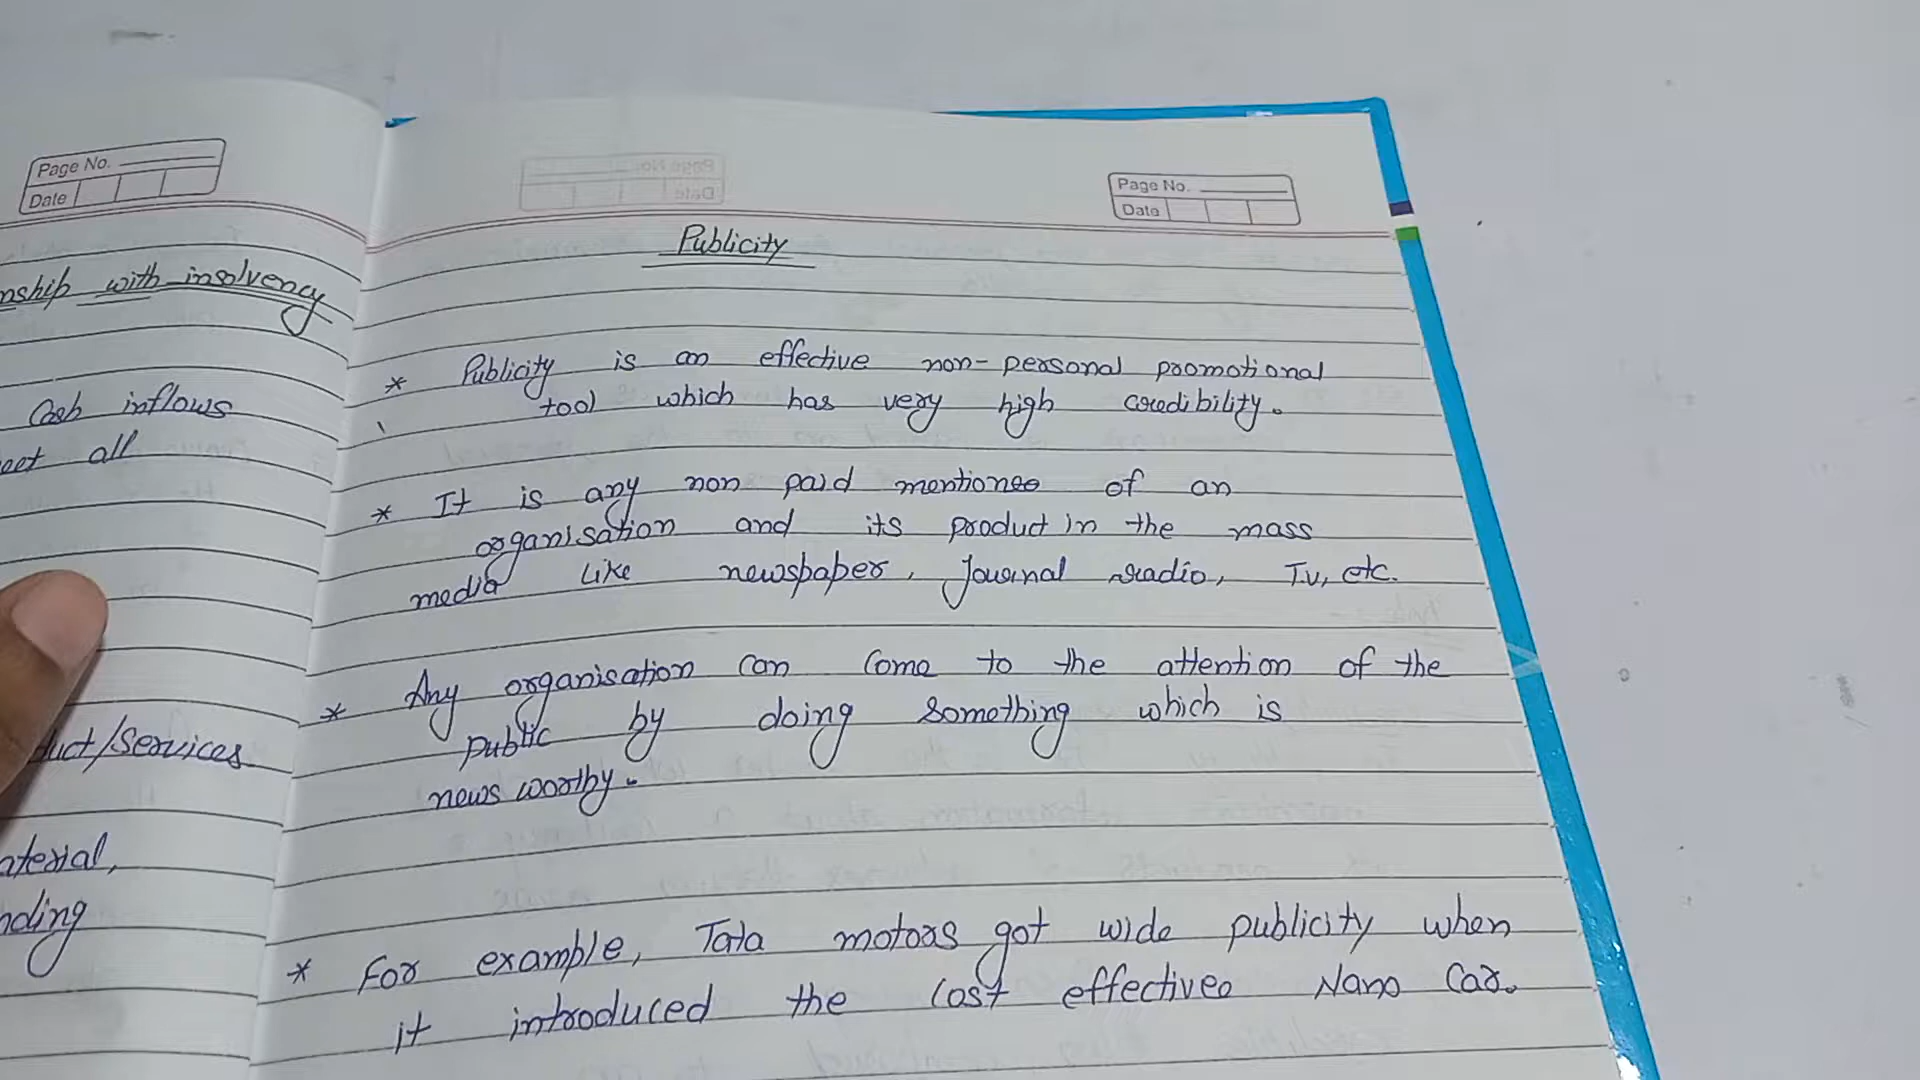 Page No.
Date
nship with insolvency
Cash inflows
all
duct/Services.
aterial,
nding
Page No.
Date
Publicity
* Publicity is an effective non-personal promotional
tool which has very high credibility.
* It is any non paid mentiones of an
organisation and its product in the mass
media like newspaper, Journal radio, T.v, etc.
* Any organisation can come to the attention of the
public by doing something which is
news worthy.
* For example, Tata motors got wide publicity when
it introduced the cost effectivee Nano Car.